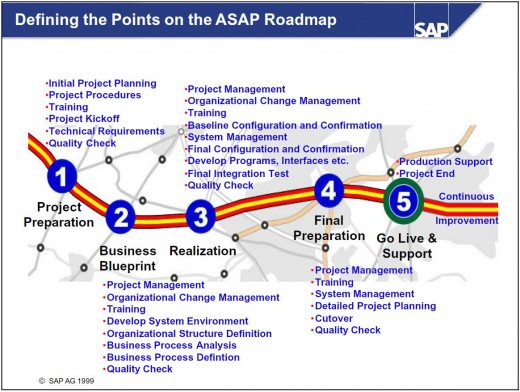 Defining the Points on the ASAP Roadmap
SAP
•Initial Project Planning
•Project Procedures
•Training
•Project Kickoff
•Technical Requirements
•Quality Check
•Project Management
•Organizational Change Management
•Training
•Baseline Configuration and Confirmation
•System Management
•Final Configuration and Confirmation
•Develop Programs, Interfaces etc.
•Final Integration Test
•Quality Check
•Production Support
•Project End
1
2
3
4
5
Continuous
Improvement
Project
Preparation
Business
Blueprint
Realization
Final
Preparation
Go Live &
Support
•Project Management
•Organizational Change Management
•Training
•Develop System Environment
•Organizational Structure Definition
•Business Process Analysis
•Business Process Defintion
•Quality Check
•Project Management
•Training
•System Management
•Detailed Project Planning
•Cutover
•Quality Check
© SAP AG 1999